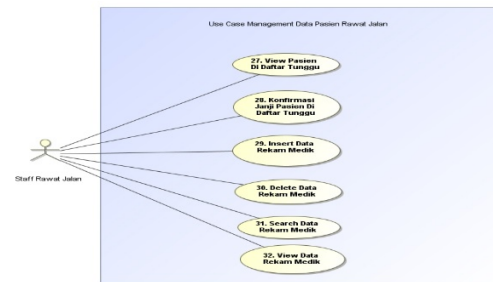 Use Case Management Data Pasien Rawat Jalan
27. View Pasien
Di Daftar Tunggu
28. Konfirmasi
Janji Pasien Di
Daftar Tunggu
29. Insert Data
Rekam Medik
Staff Rawat Jalan
30. Delete Data
Rekam Medik
31. Search Data
Rekam Medik
32. View Data
Rekam Medik